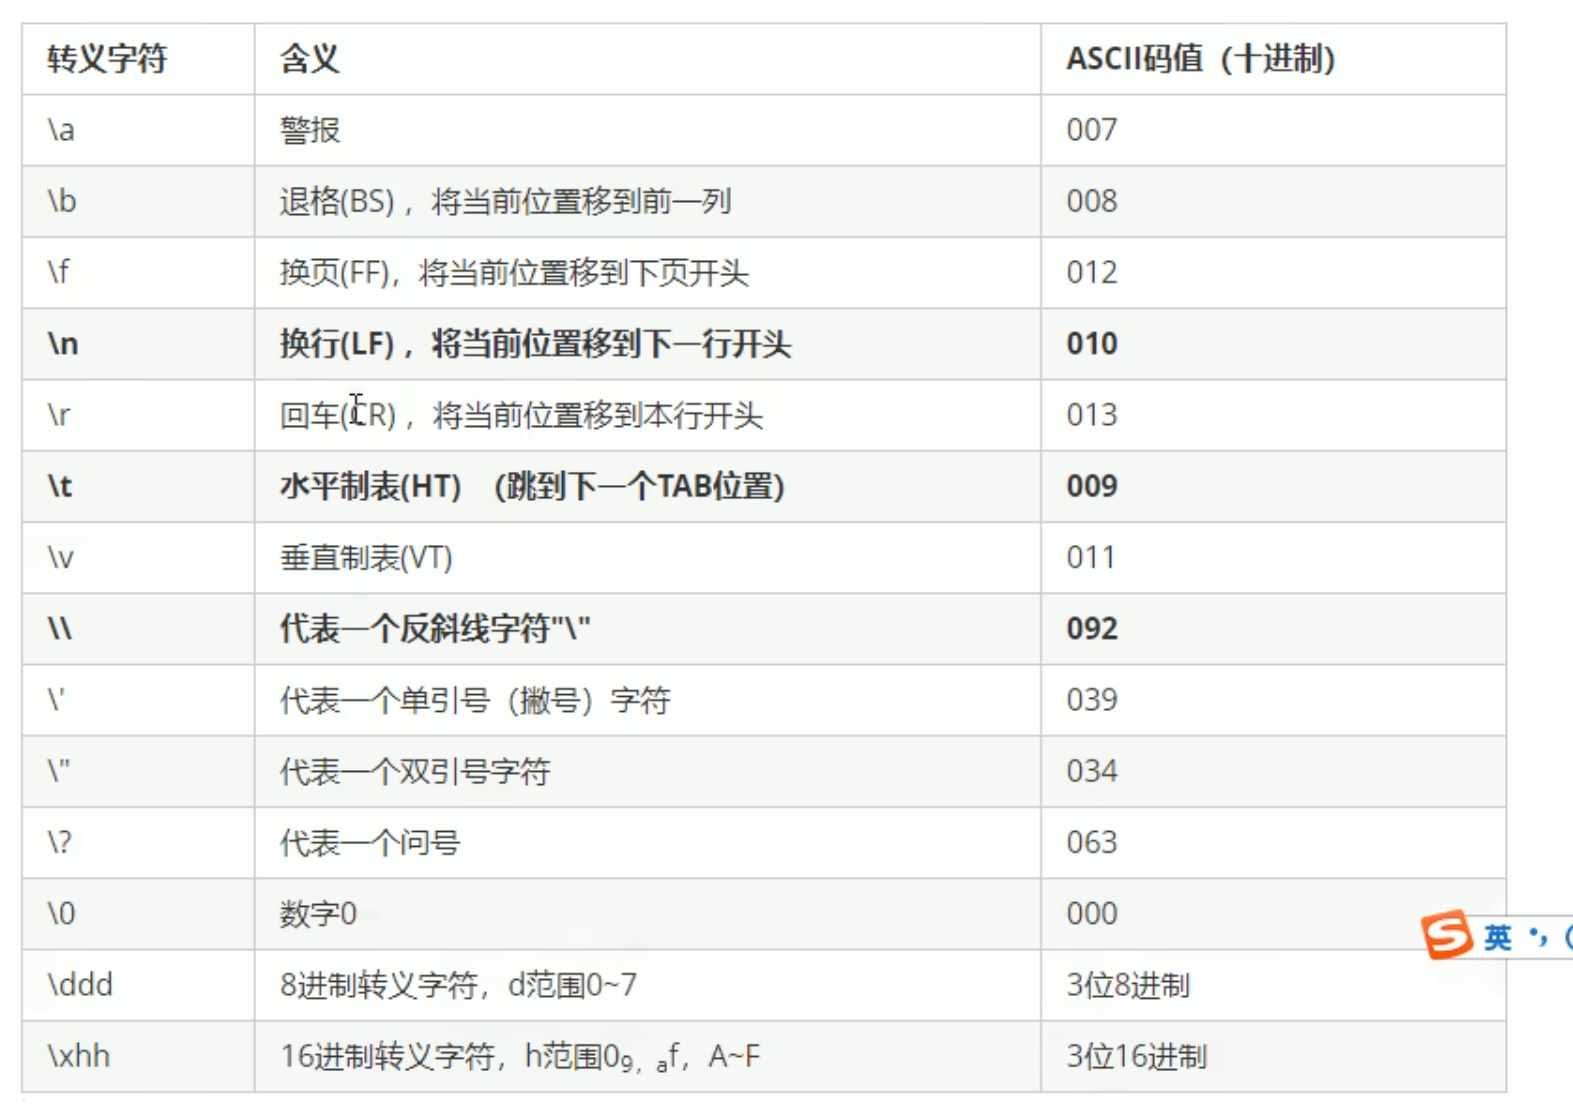 转义字符 含义 ASCII码值（十进制）
\a 警报 007
\b 退格(BS) ，将当前位置移到前一列 008
\f 换页(FF)，将当前位置移到下页开头 012
\n 换行(LF) ，将当前位置移到下一行开头 010
\r 回车(CR) ，将当前位置移到本行开头 013
\t 水平制表(HT) （跳到下一个TAB位置） 009
\v 垂直制表(VT) 011
\\ 代表一个反斜线字符"\" 092
\' 代表一个单引号（撇号）字符 039
\" 代表一个双引号字符 034
\? 代表一个问号 063
\0 数字0 000
\ddd 8进制转义字符，d范围0~7 3位8进制
\xhh 16进制转义字符，h范围09，af，A~F 3位16进制
S 英